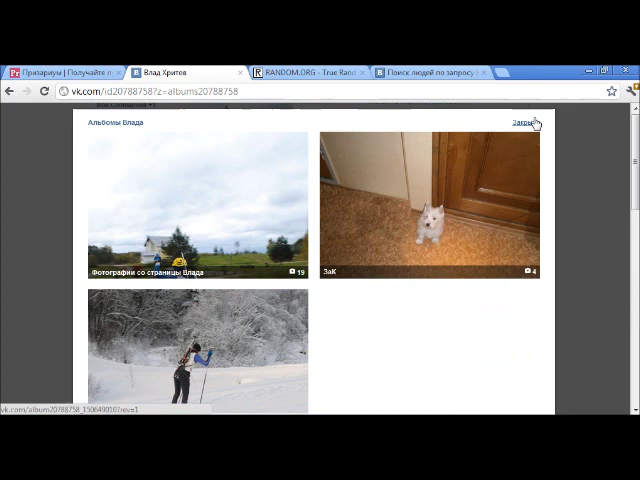 Призариум | Получайте п
Влад Хритов
RANDOM.ORG - True Rand
Поиск людей по запросу
vk.com/id20788758?z=albums20788758
Альбомы Влада
Закрыть
Фотографии со страницы Влада
19
ЗаК
4
vk.com/album20788758_150649010?rev=1